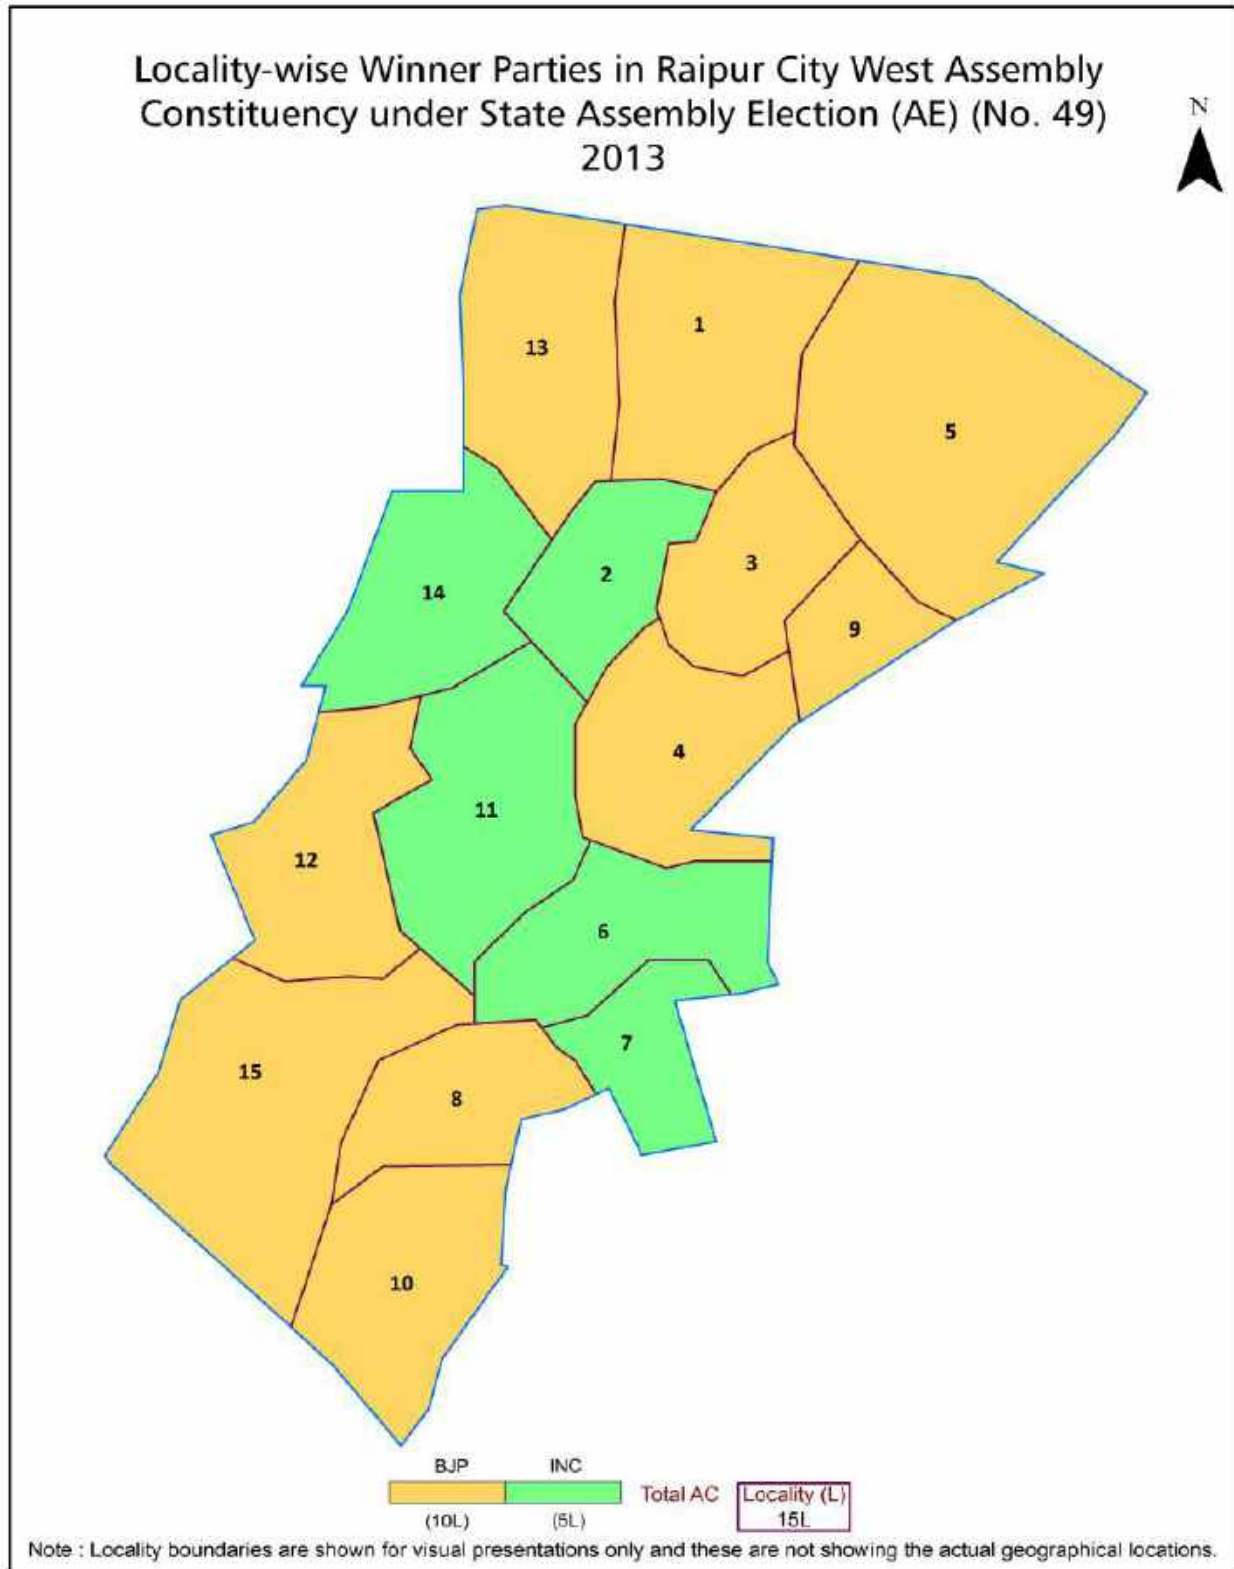 Locality-wise Winner Parties in Raipur City West Assembly
Constituency under State Assembly Election (AE) (No. 49)
2013
N
13
1
5
14
2
3
9
4
11
12
6
7
15
8
10
BJP INC
Total AC Locality (L)
(10L) (5L) 15L
Note : Locality boundaries are shown for visual presentations only and these are not showing the actual geographical locations.